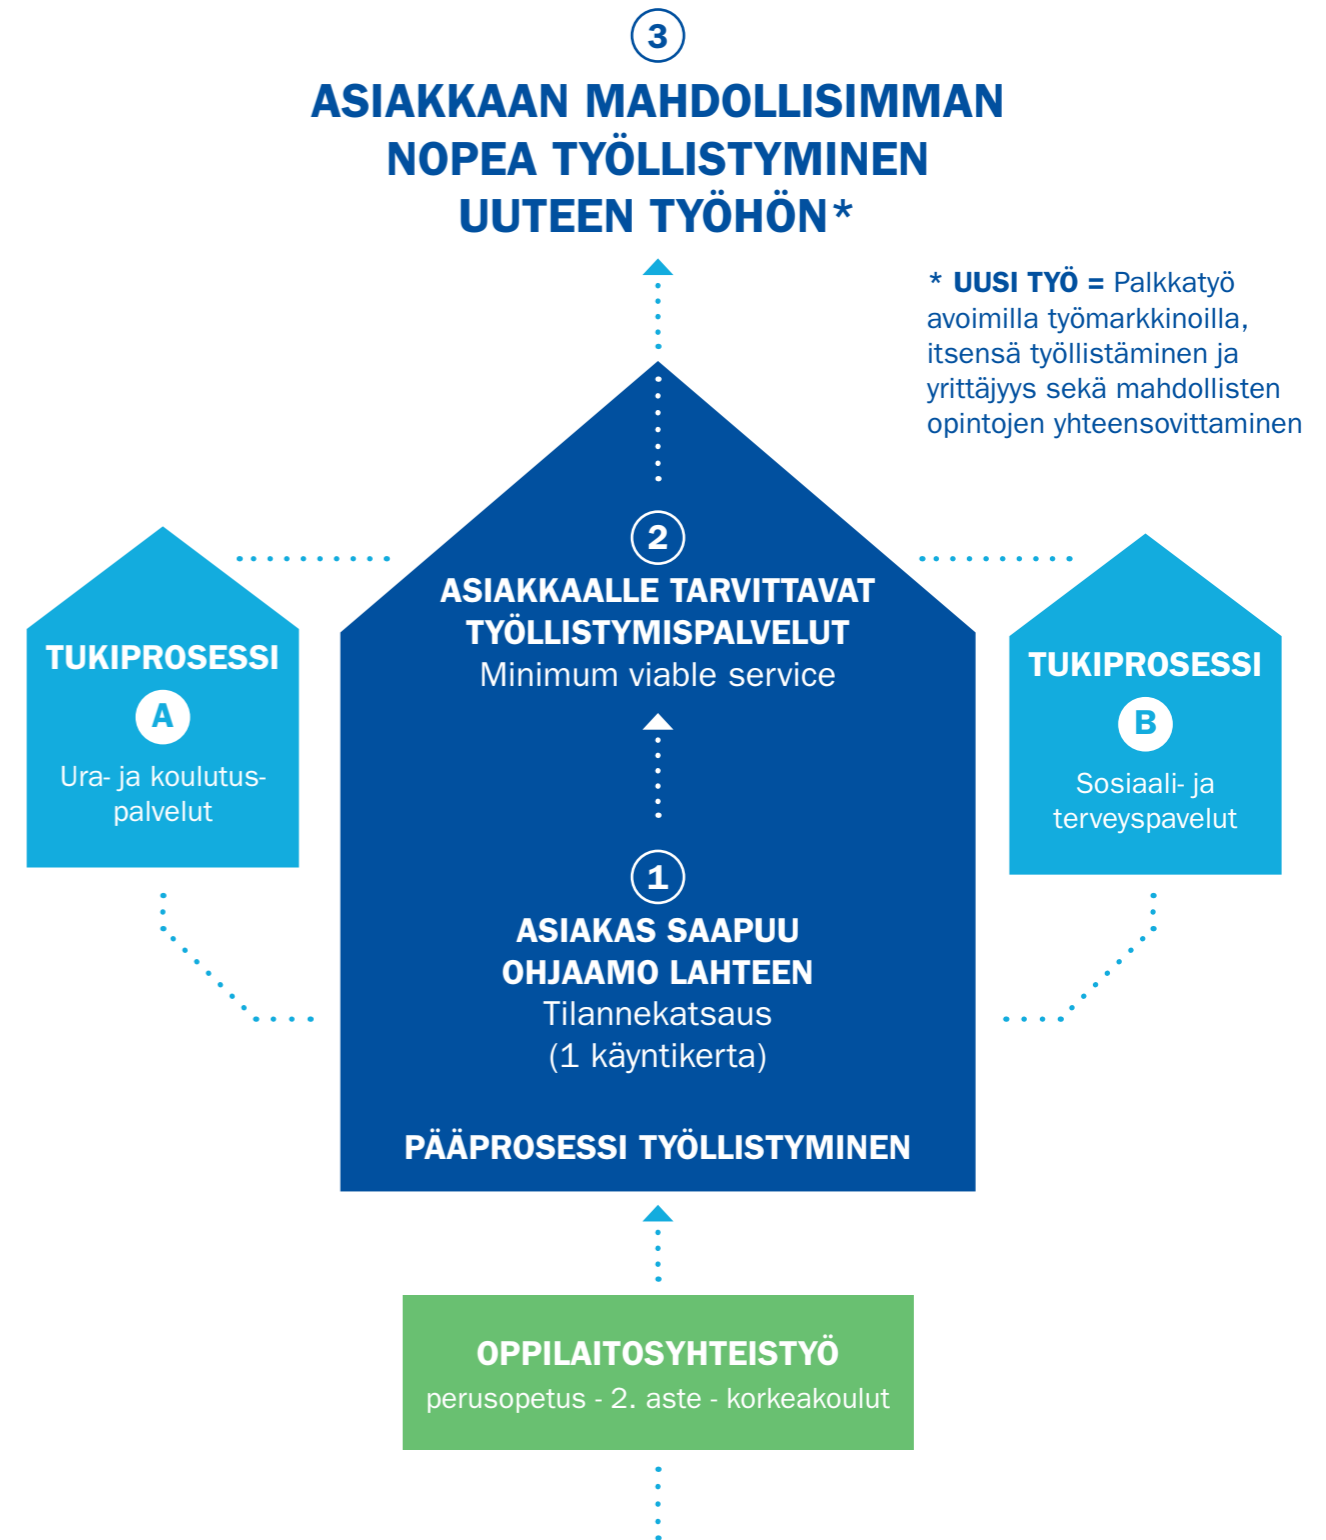 3
ASIAKKAAN MAHDOLLISIMMAN
NOPEA TYÖLLISTYMINEN
UUTEEN TYÖHÖN*
* UUSI TYÖ = Palkkatyö
avoimilla työmarkkinoilla,
itsensä työllistäminen ja
yrittäjyys sekä mahdollisten
opintojen yhteensovittaminen
2
ASIAKKAALLE TARVITTAVAT
TYÖLLISTYMISPALVELUT
Minimum viable service
TUKIPROSESSI
A
Ura- ja koulutus-
palvelut
TUKIPROSESSI
B
Sosiaali- ja
terveyspavelut
1
ASIAKAS SAAPUU
OHJAAMO LAHTEEN
Tilannekatsaus
(1 käyntikerta)
PÄÄPROSESSI TYÖLLISTYMINEN
OPPILAITOSYHTEISTYÖ
perusopetus - 2. aste - korkeakoulut